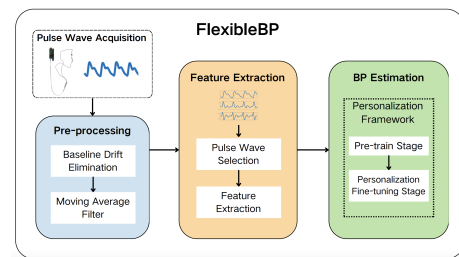 FlexibleBP
Pulse Wave Acquisition
Pre-processing
Baseline Drift
Elimination
Moving Average
Filter
Feature Extraction
Pulse Wave
Selection
Feature
Extraction
BP Estimation
Personalization
Framework
Pre-train Stage
Personalization
Fine-tuning Stage